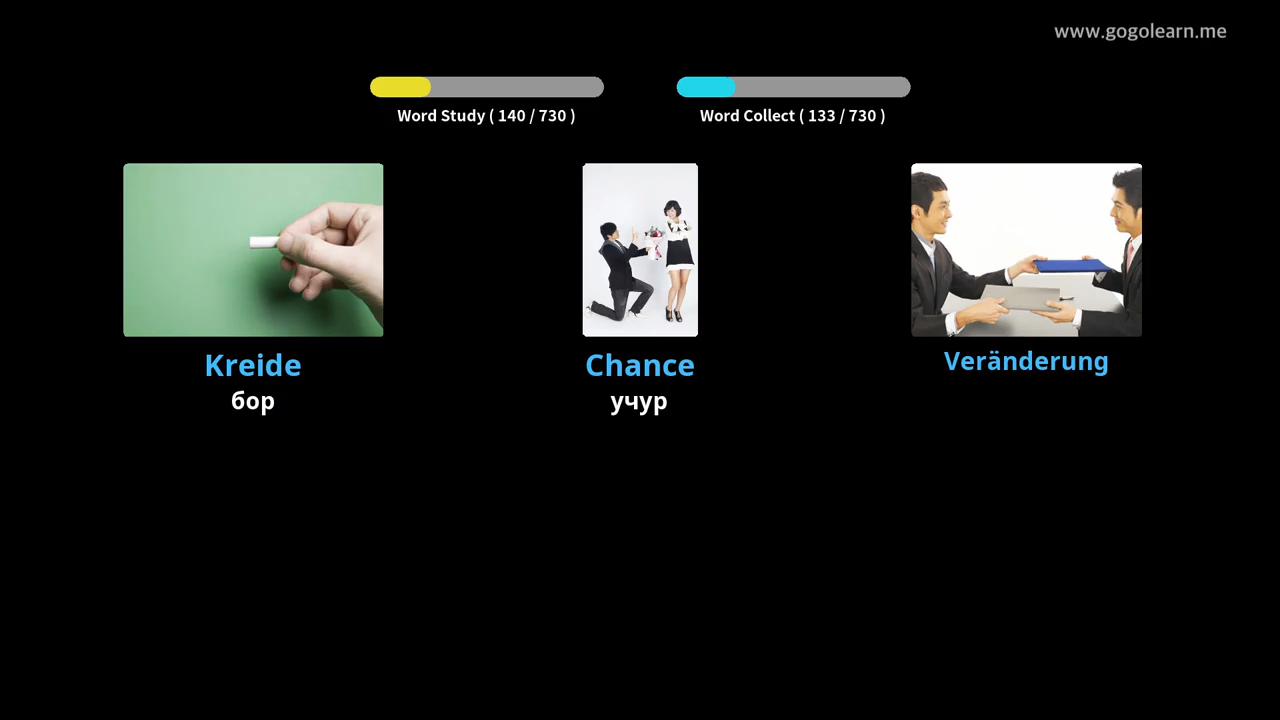 www.gogolearn.me
Word Study ( 140 / 730 )
Word Collect ( 133 / 730 )
Kreide
бор
Chance
учур
Veränderung